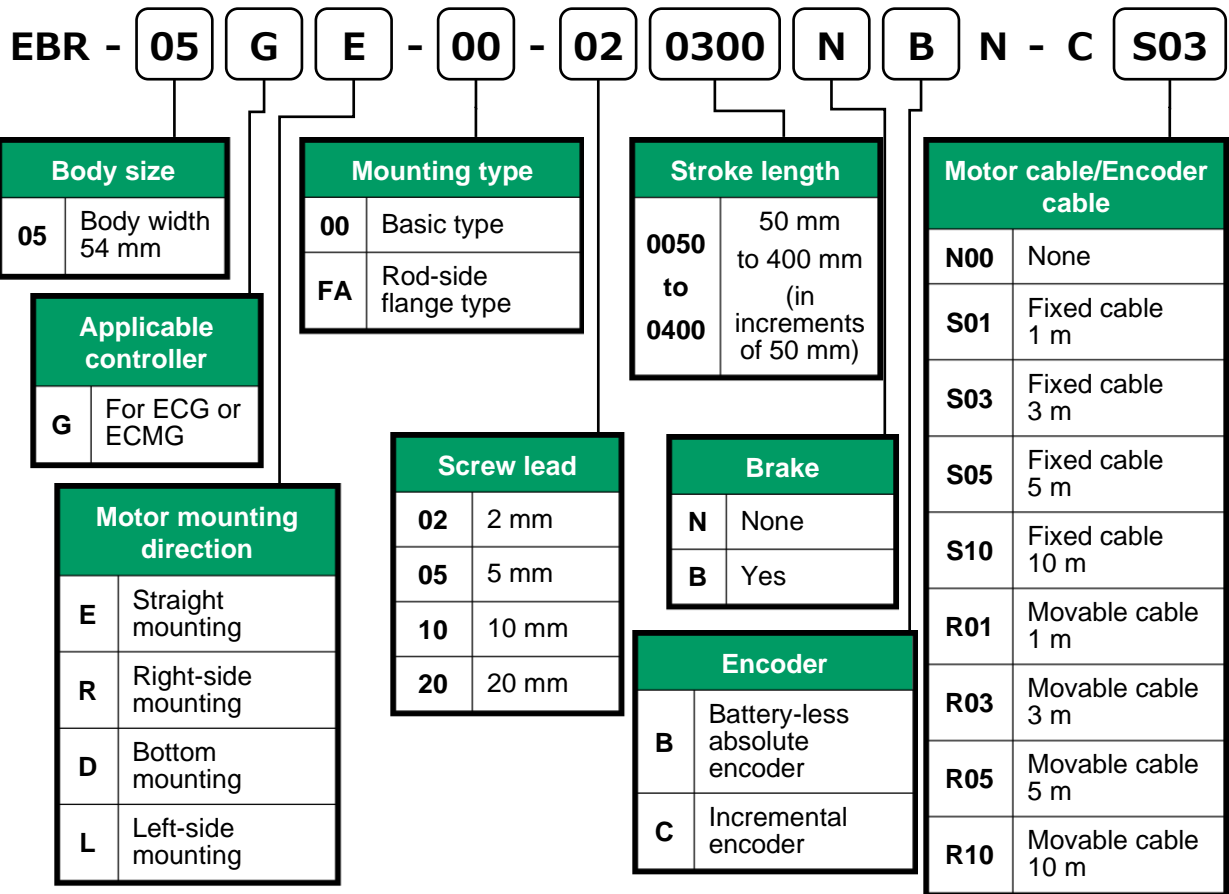 EBR - 05 G E - 00 - 02 0300 N B N - C S03
Body size
05 Body width
54 mm
Applicable
controller
G For ECG or
ECMG
Motor mounting
direction
E Straight
mounting
R Right-side
mounting
D Bottom
mounting
L Left-side
mounting
Mounting type
00 Basic type
FA Rod-side
flange type
Screw lead
02 2 mm
05 5 mm
10 10 mm
20 20 mm
Stroke length
0050
to
0400
50 mm
to 400 mm
(in
increments
of 50 mm)
Brake
N None
B Yes
Encoder
B Battery-less
absolute
encoder
C Incremental
encoder
Motor cable/Encoder
cable
N00 None
S01 Fixed cable
1 m
S03 Fixed cable
3 m
S05 Fixed cable
5 m
S10 Fixed cable
10 m
R01 Movable cable
1 m
R03 Movable cable
3 m
R05 Movable cable
5 m
R10 Movable cable
10 m